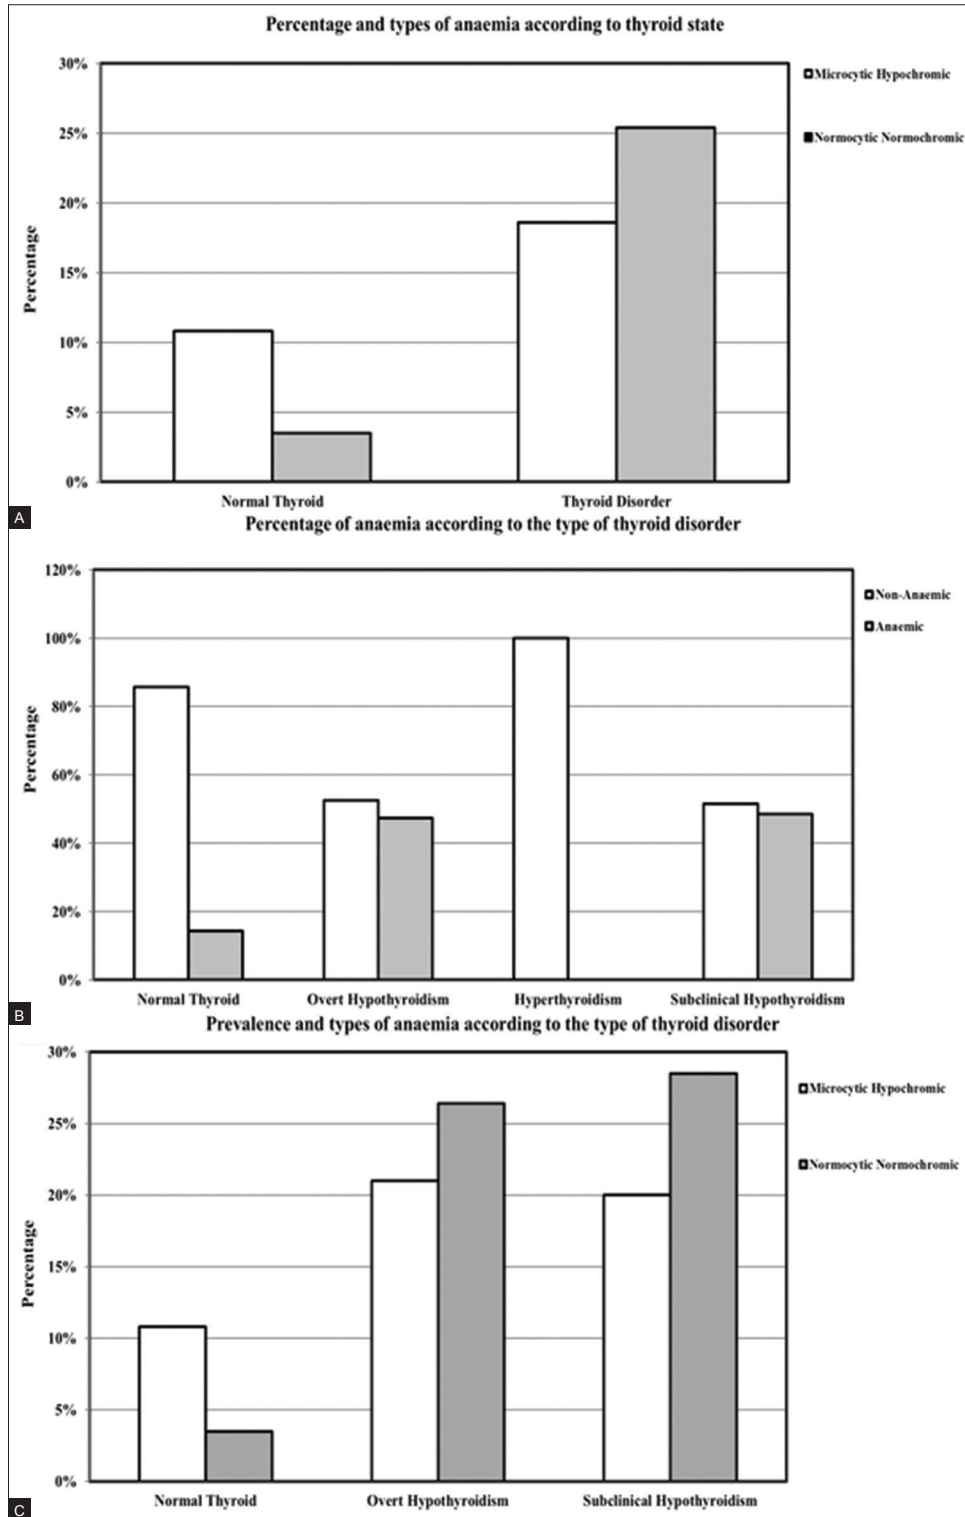 Percentage and types of anaemia according to thyroid state
30%
25%
20%
15%
10%
5%
0%
Percentage
Microcytic Hypochromic
Normocytic Normochromic
Normal Thyroid
Thyroid Disorder
A
Percentage of anaemia according to the type of thyroid disorder
120%
100%
80%
60%
40%
20%
0%
Percentage
Non-Anaemic
Anaemic
Normal Thyroid
Overt Hypothyroidism
Hyperthyroidism
Subclinical Hypothyroidism
B
Prevalence and types of anaemia according to the type of thyroid disorder
30%
25%
20%
15%
10%
5%
0%
Percentage
Microcytic Hypochromic
Normocytic Normochromic
Normal Thyroid
Overt Hypothyroidism
Subclinical Hypothyroidism
C